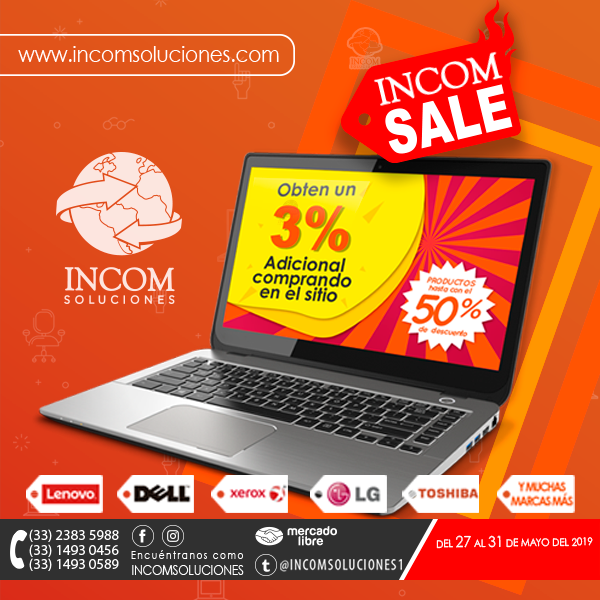 www.incomsoluciones.com
INCOM
INCOM
SALE
INCOM
SOLUCIONES
Obten un
3%
Adicional
comprando
en el sitio
PRODUCTOS
hasta con el
50%
de descuento
Lenovo.
DELL
xerox
LG
TOSHIBA
Y MUCHAS
MARCAS MÁS
(33) 2383 5988
(33) 1493 0456
(33) 1493 0589
Encuéntranos como
INCOMSOLUCIONES
mercado
libre
@INCOMSOLUCIONES1
DEL 27 AL 31 DE MAYO DEL 2019